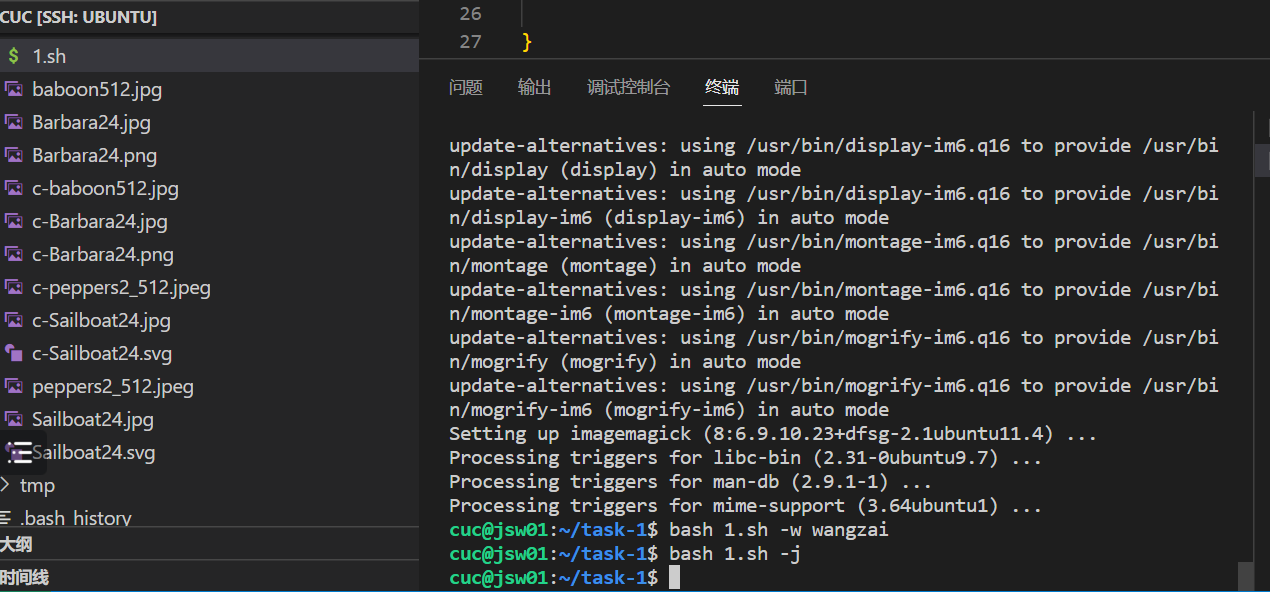 CUC [SSH: UBUNTU]
$ 1.sh
baboon512.jpg
Barbara24.jpg
Barbara24.png
c-baboon512.jpg
c-Barbara24.jpg
c-Barbara24.png
c-peppers2_512.jpeg
c-Sailboat24.jpg
c-Sailboat24.svg
peppers2_512.jpeg
Sailboat24.jpg
Sailboat24.svg
tmp
.bash_history
大纲
时间线
26
27 }
问题 输出 调试控制台 终端 端口
update-alternatives: using /usr/bin/display-im6.q16 to provide /usr/bi
n/display (display) in auto mode
update-alternatives: using /usr/bin/display-im6.q16 to provide /usr/bi
n/display-im6 (display-im6) in auto mode
update-alternatives: using /usr/bin/montage-im6.q16 to provide /usr/bi
n/montage (montage) in auto mode
update-alternatives: using /usr/bin/montage-im6.q16 to provide /usr/bi
n/montage-im6 (montage-im6) in auto mode
update-alternatives: using /usr/bin/mogrify-im6.q16 to provide /usr/bi
n/mogrify (mogrify) in auto mode
update-alternatives: using /usr/bin/mogrify-im6.q16 to provide /usr/bi
n/mogrify-im6 (mogrify-im6) in auto mode
Setting up imagemagick (8:6.9.10.23+dfsg-2.1ubuntu11.4) ...
Processing triggers for libc-bin (2.31-0ubuntu9.7) ...
Processing triggers for man-db (2.9.1-1) ...
Processing triggers for mime-support (3.64ubuntu1) ...
cuc@jsw01:~/task-1$ bash 1.sh -w wangzai
cuc@jsw01:~/task-1$ bash 1.sh -j
cuc@jsw01:~/task-1$